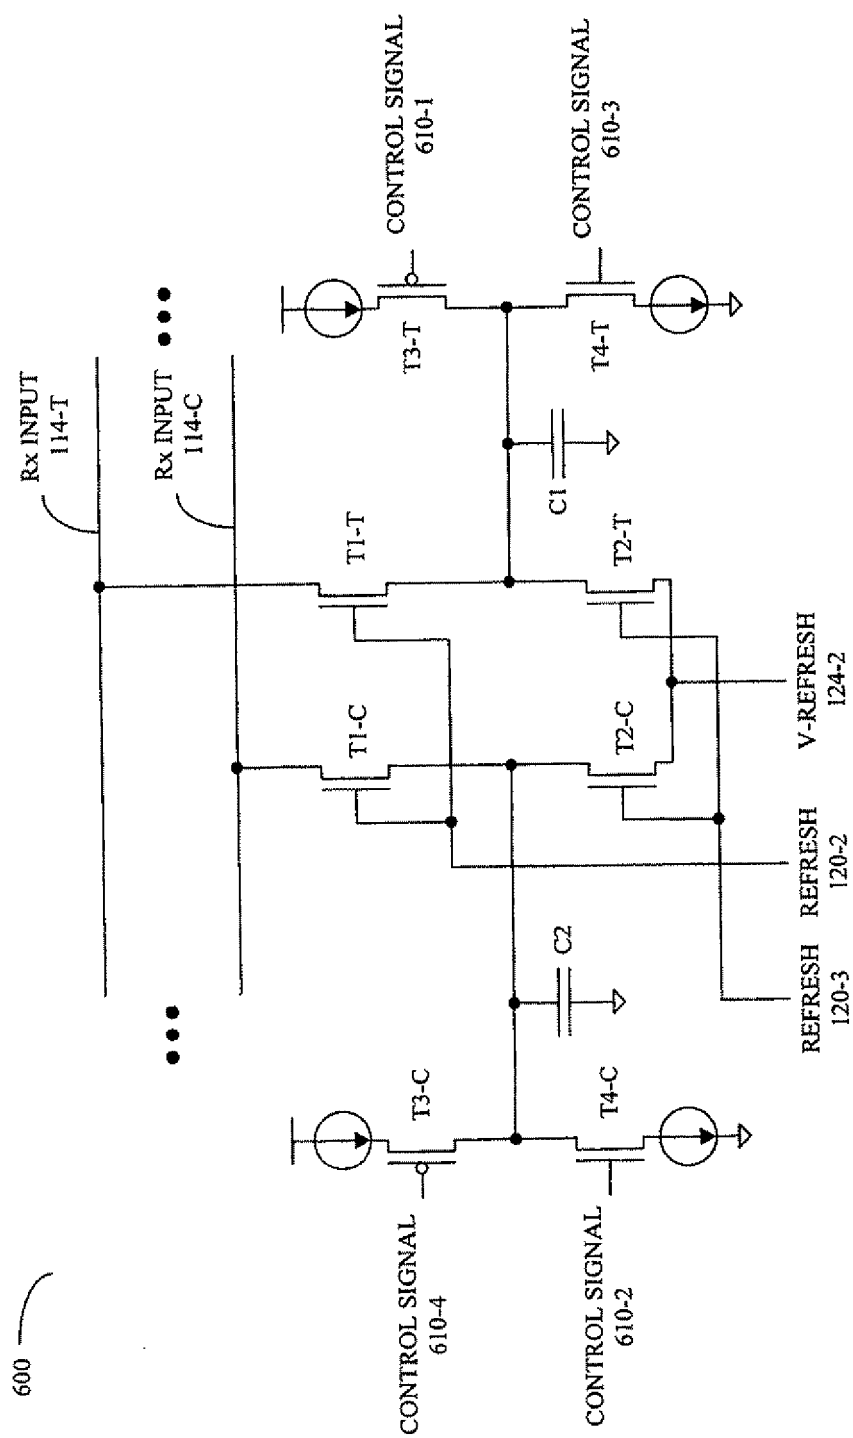 600
Rx INPUT
114-T
Rx INPUT
114-C
CONTROL SIGNAL
610-4
T3-C
T1-C
T1-T
T3-T
CONTROL SIGNAL
610-1
C2
C1
CONTROL SIGNAL
610-2
T4-C
T2-C
T2-T
T4-T
CONTROL SIGNAL
610-3
REFRESH
120-3
REFRESH
120-2
V-REFRESH
124-2